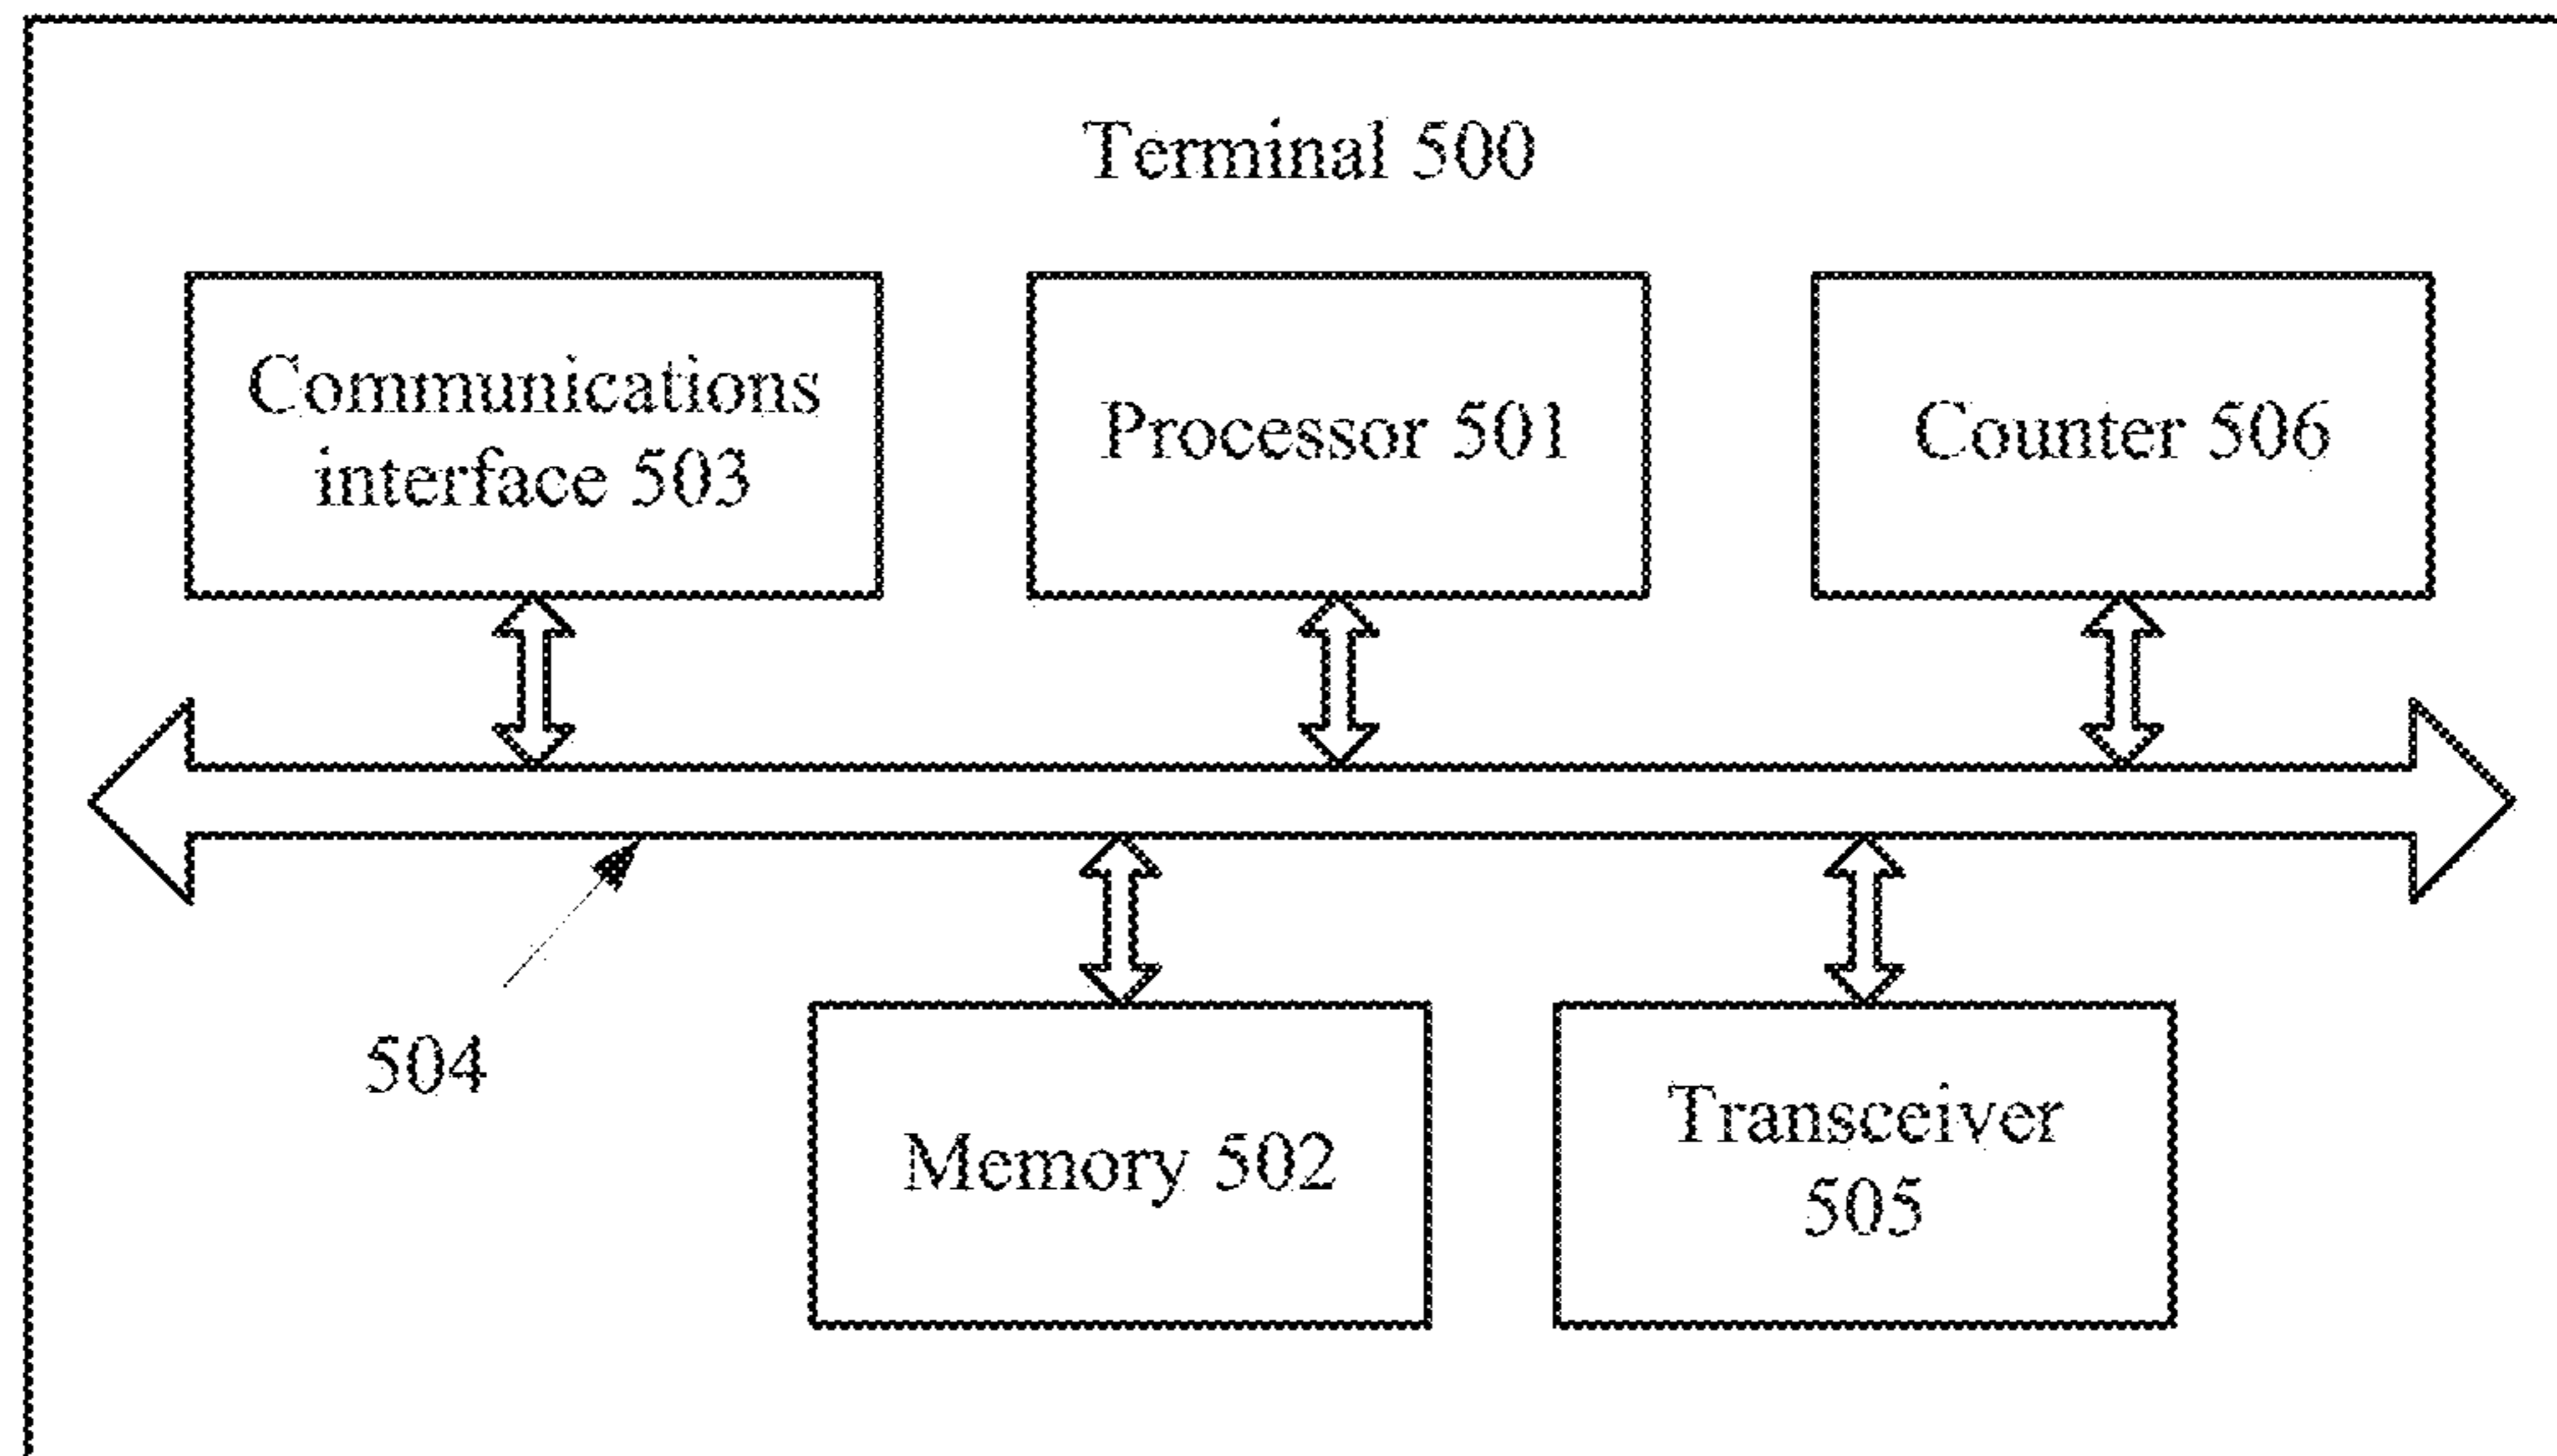 Terminal 500
Communications
interface 503
Processor 501
Counter 506
504
Memory 502
Transceiver
505